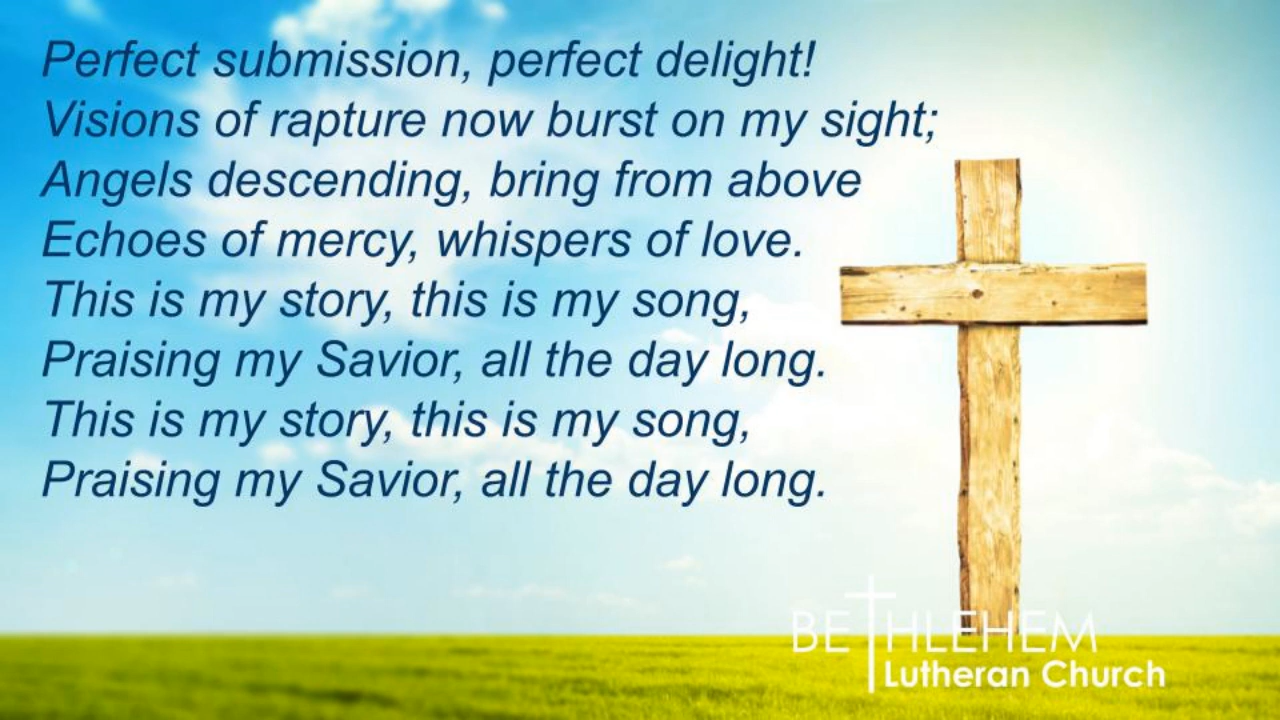 Perfect submission, perfect delight!
Visions of rapture now burst on my sight;
Angels descending, bring from above
Echoes of mercy, whispers of love.
This is my story, this is my song,
Praising my Savior, all the day long.
This is my story, this is my song,
Praising my Savior, all the day long.
BETHLEHEM
Lutheran Church